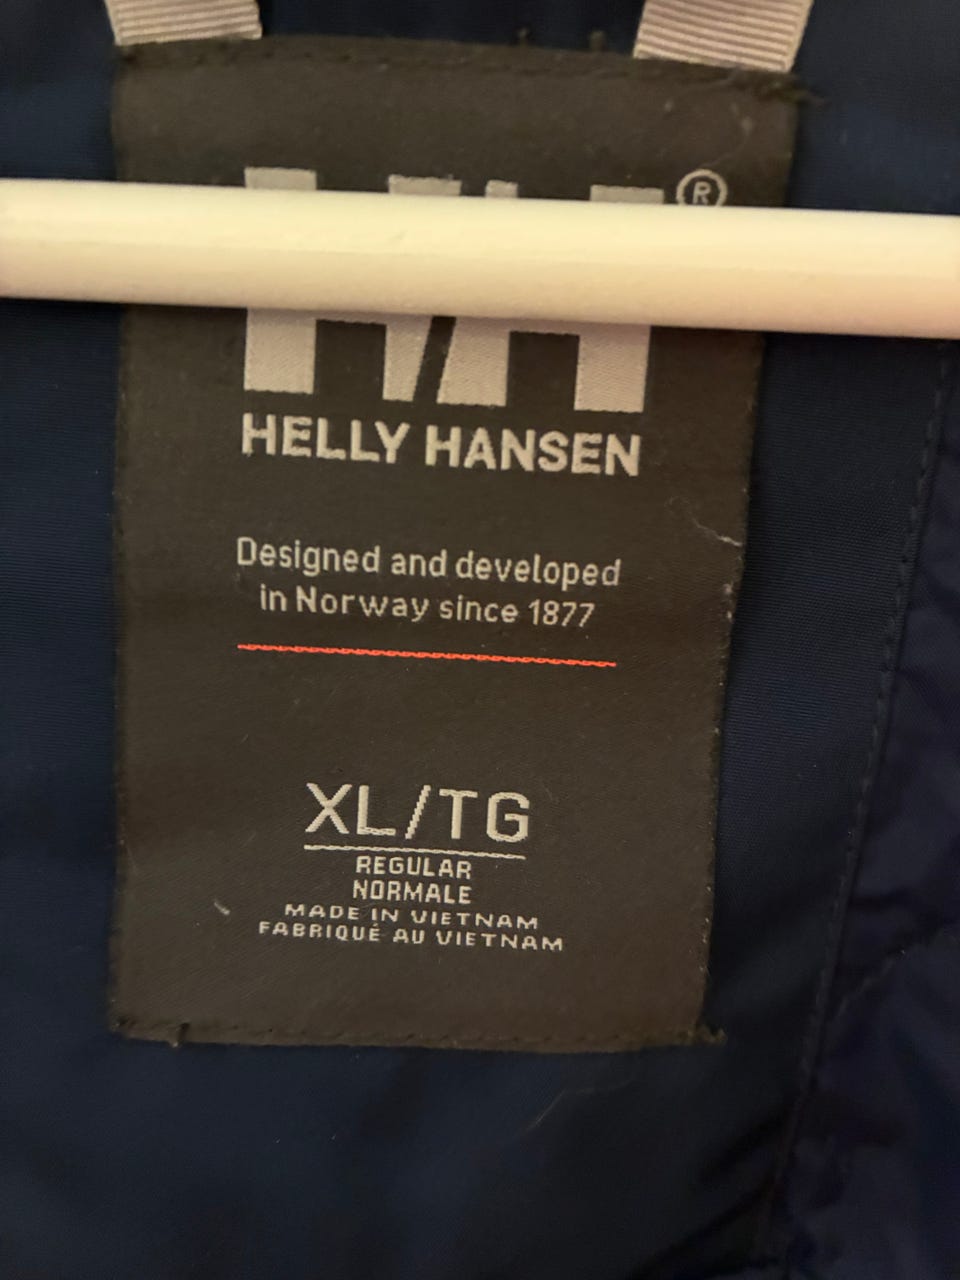 HH®
HELLY HANSEN
Designed and developed
in Norway since 1877
XL/TG
REGULAR
NORMALE
MADE IN VIETNAM
FABRIQUÉ AU VIETNAM